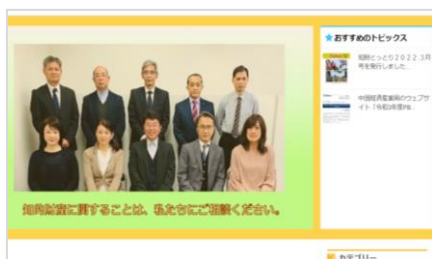 知的財産に関することは、私たちにご相談ください。
おすすめのトピックス
知財とっとり2022.3月
号を発行しました...
中国経済産業局のウェブサ
イト「令和3年度
カテゴリー